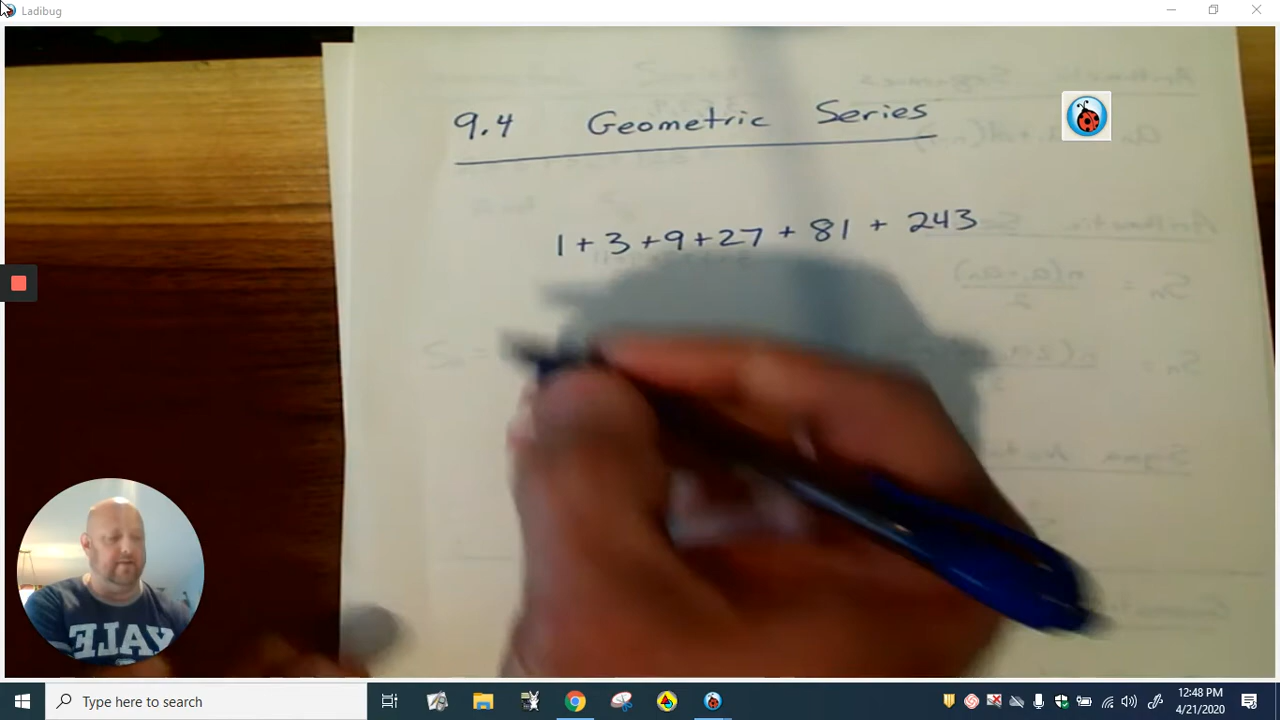 Ladibug
9.4 Geometric Series
1 + 3 + 9 + 27 + 81 + 243
YALE
Type here to search
12:48 PM
4/21/2020